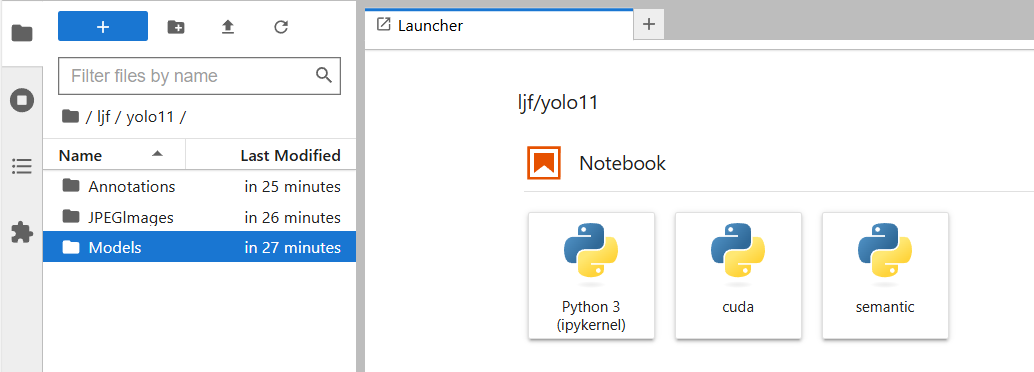 +
Filter files by name
/ ljf / yolo11 /
Name Last Modified
Annotations in 25 minutes
JPEGImages in 26 minutes
Models in 27 minutes
Launcher +
ljf/yolo11
Notebook
Python 3
(ipykernel)
cuda
semantic